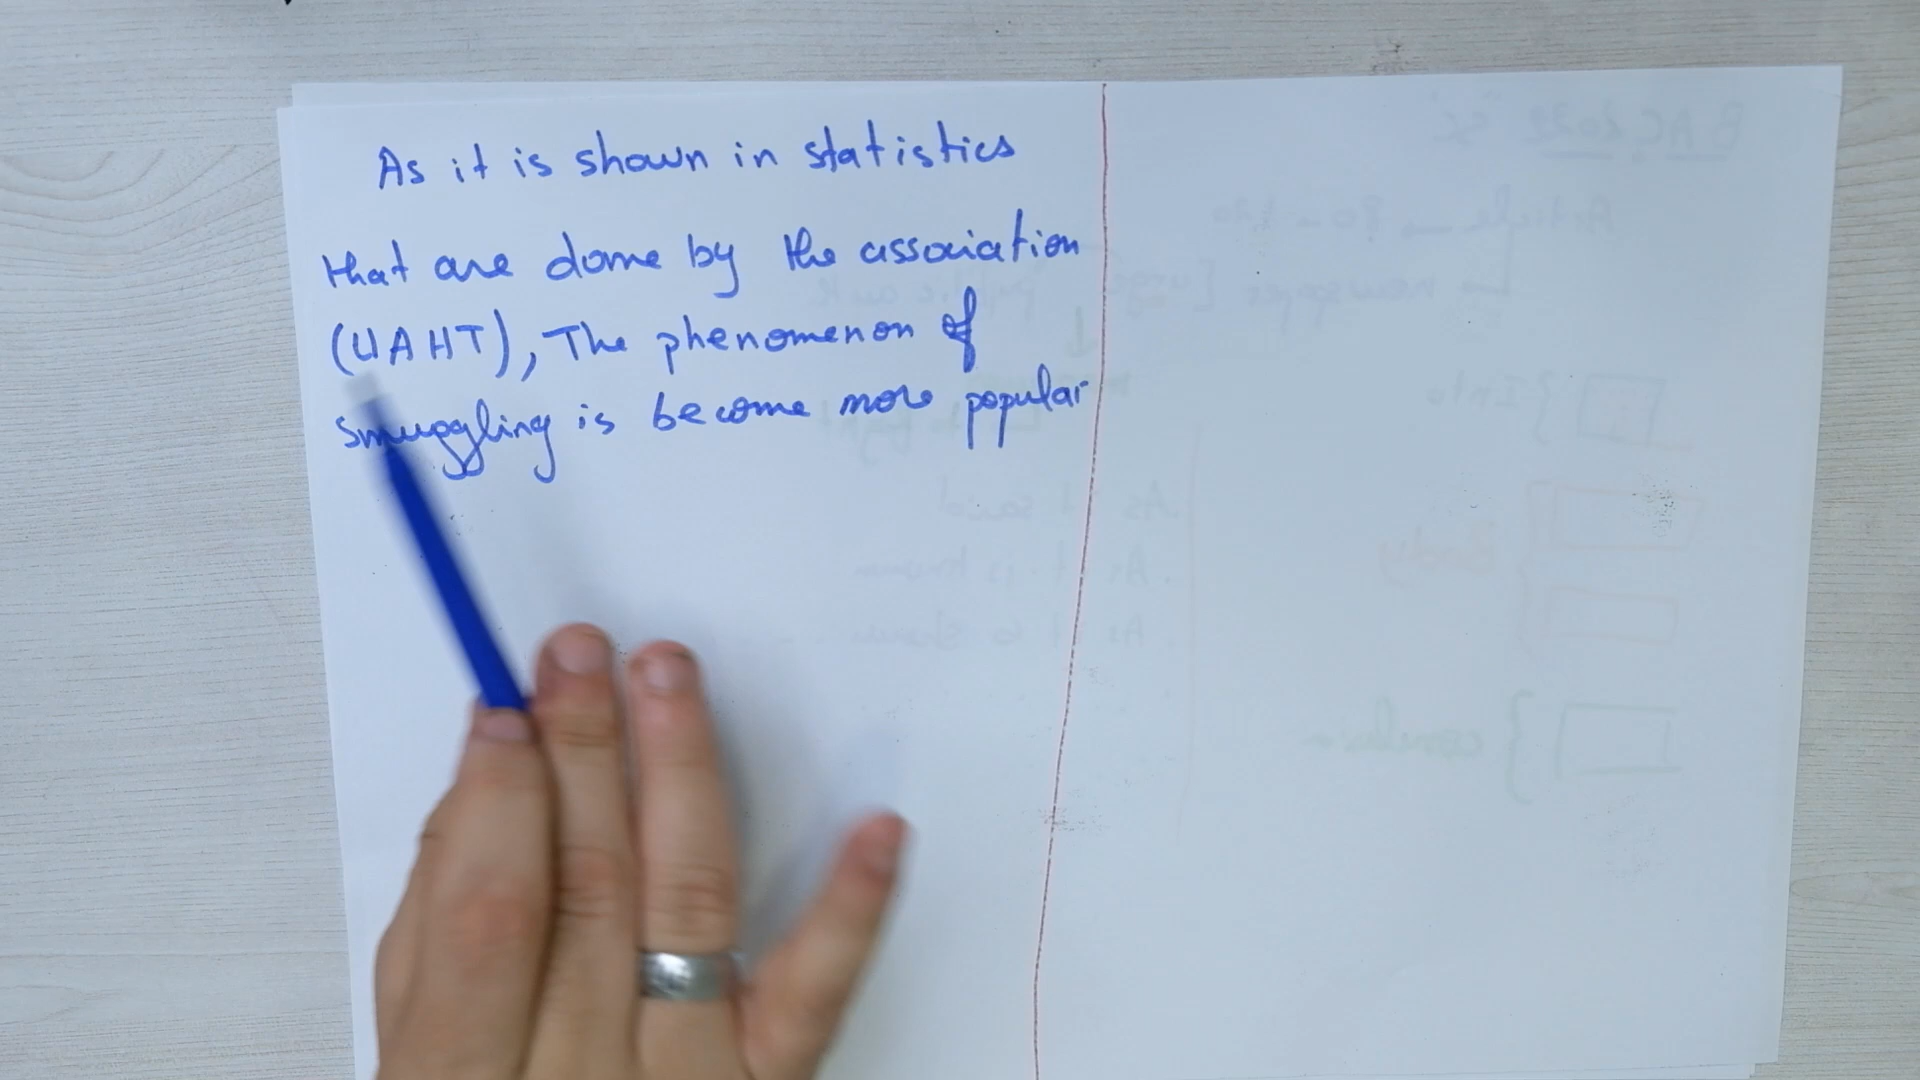 As it is shown in statistics
that are done by the association
(UAHT), The phenomenon of
smuggling is become more popular